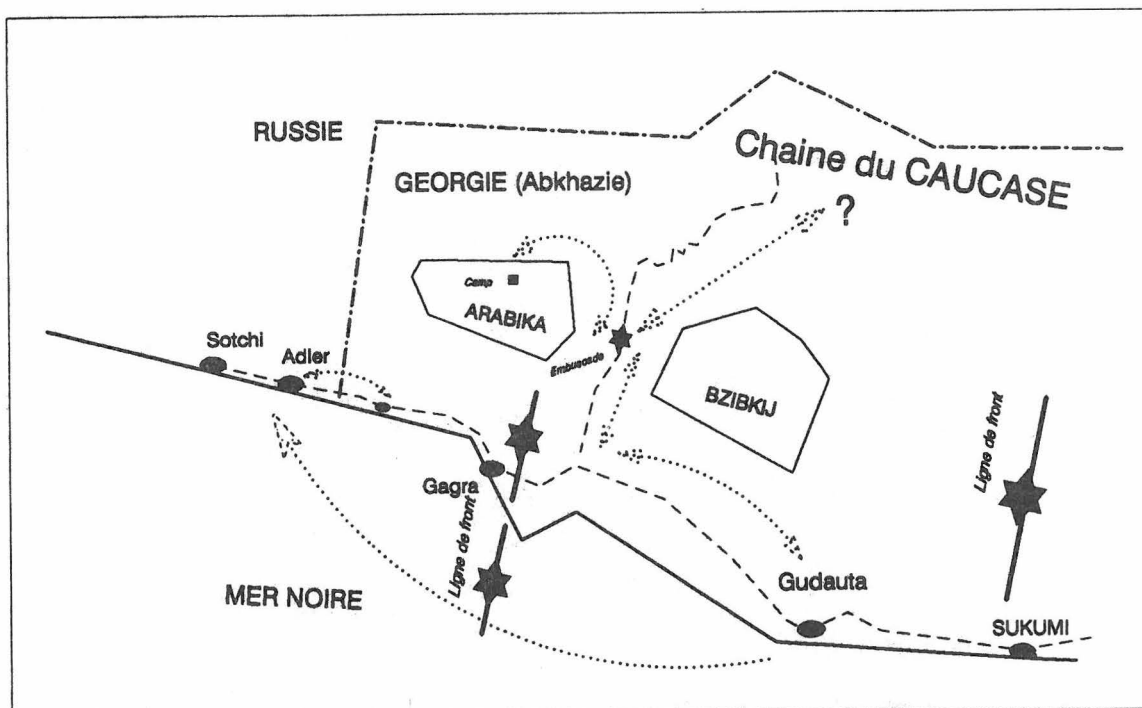 RUSSIE
Chaine du CAUCASE
GEORGIE (Abkhazie)
?
Camp
ARABIKA
Sotchi
Adler
Embuscade
BZIBKIJ
Ligne de front
Gagra
Ligne de front
Gudauta
MER NOIRE
SUKUMI